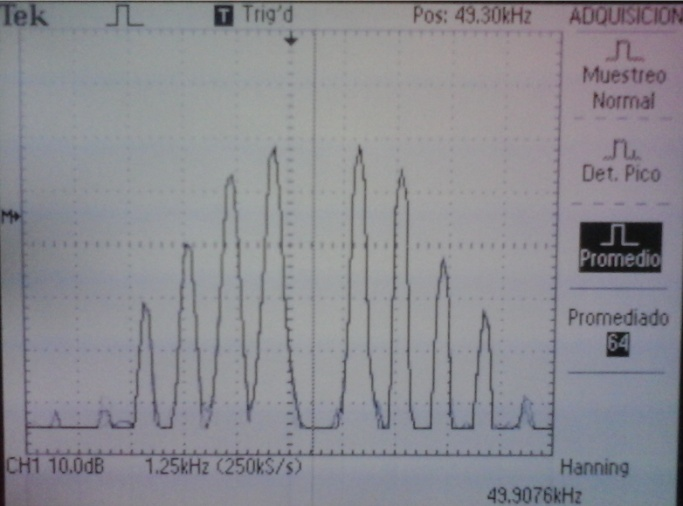 Tek T Trig'd Pos: 49.30kHz ADQUISICION
Muestreo
Normal
Det. Pico
M
Promedio
Promediado
64
CH1 10.0dB 1.25kHz (250kS/s) Hanning
49.9076kHz